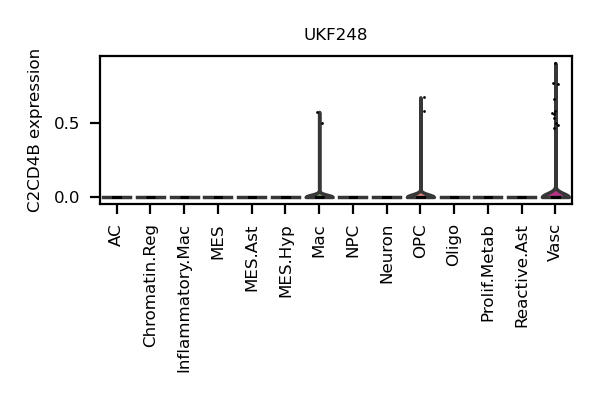 UKF248
C2CD4B expression
0.5
0.0
AC
Chromatin.Reg
Inflammatory.Mac
MES
MES.Ast
MES.Hyp
Mac
NPC
Neuron
OPC
Oligo
Prolif.Metab
Reactive.Ast
Vasc